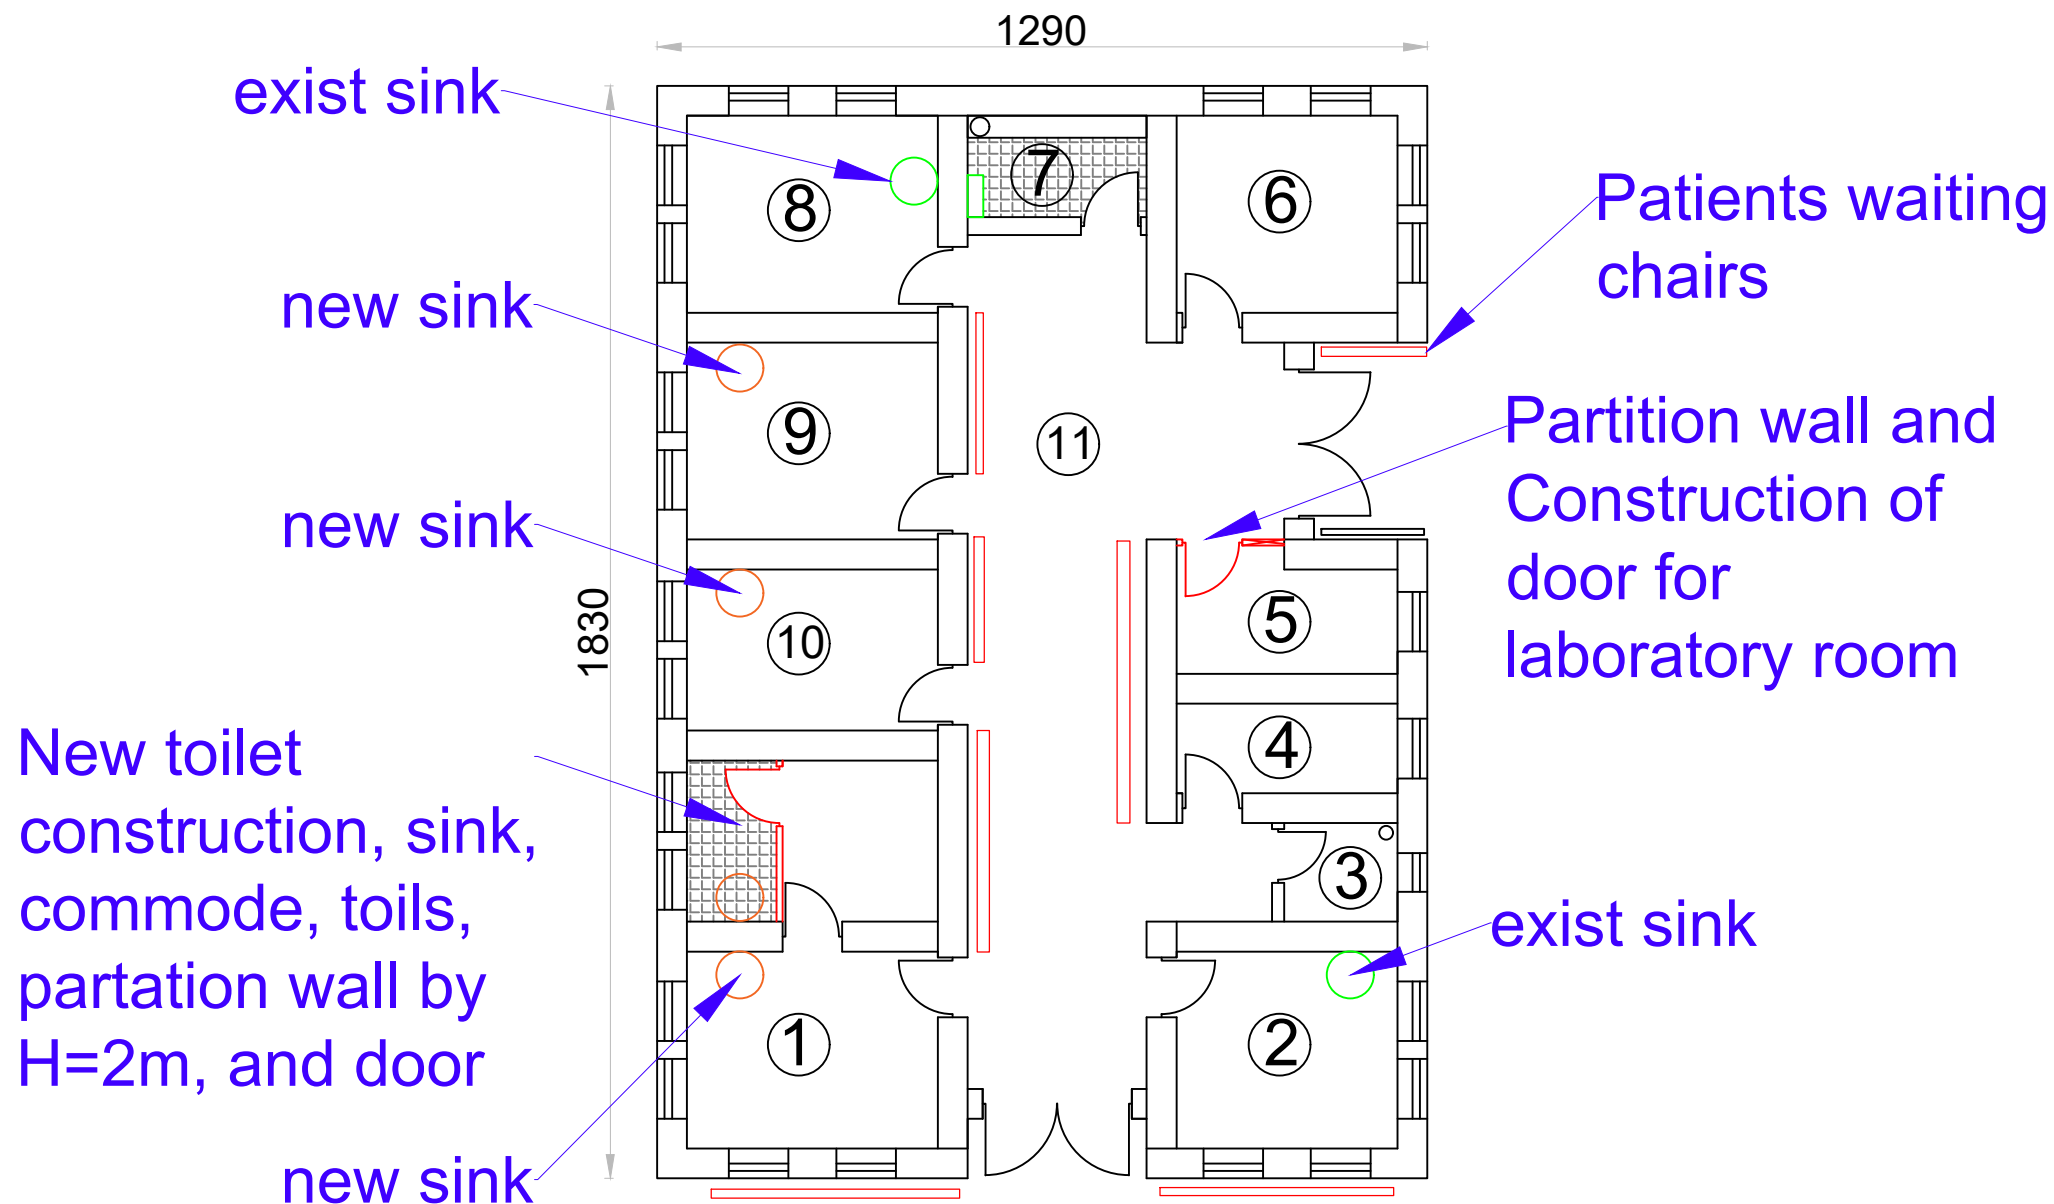 1290
exist sink
8
7
6
Patients waiting
chairs
new sink
9
11
Partition wall and
Construction of
door for
laboratory room
new sink
10
5
1830
4
New toilet
construction, sink,
commode, toils,
partation wall by
H=2m, and door
3
exist sink
1
2
new sink